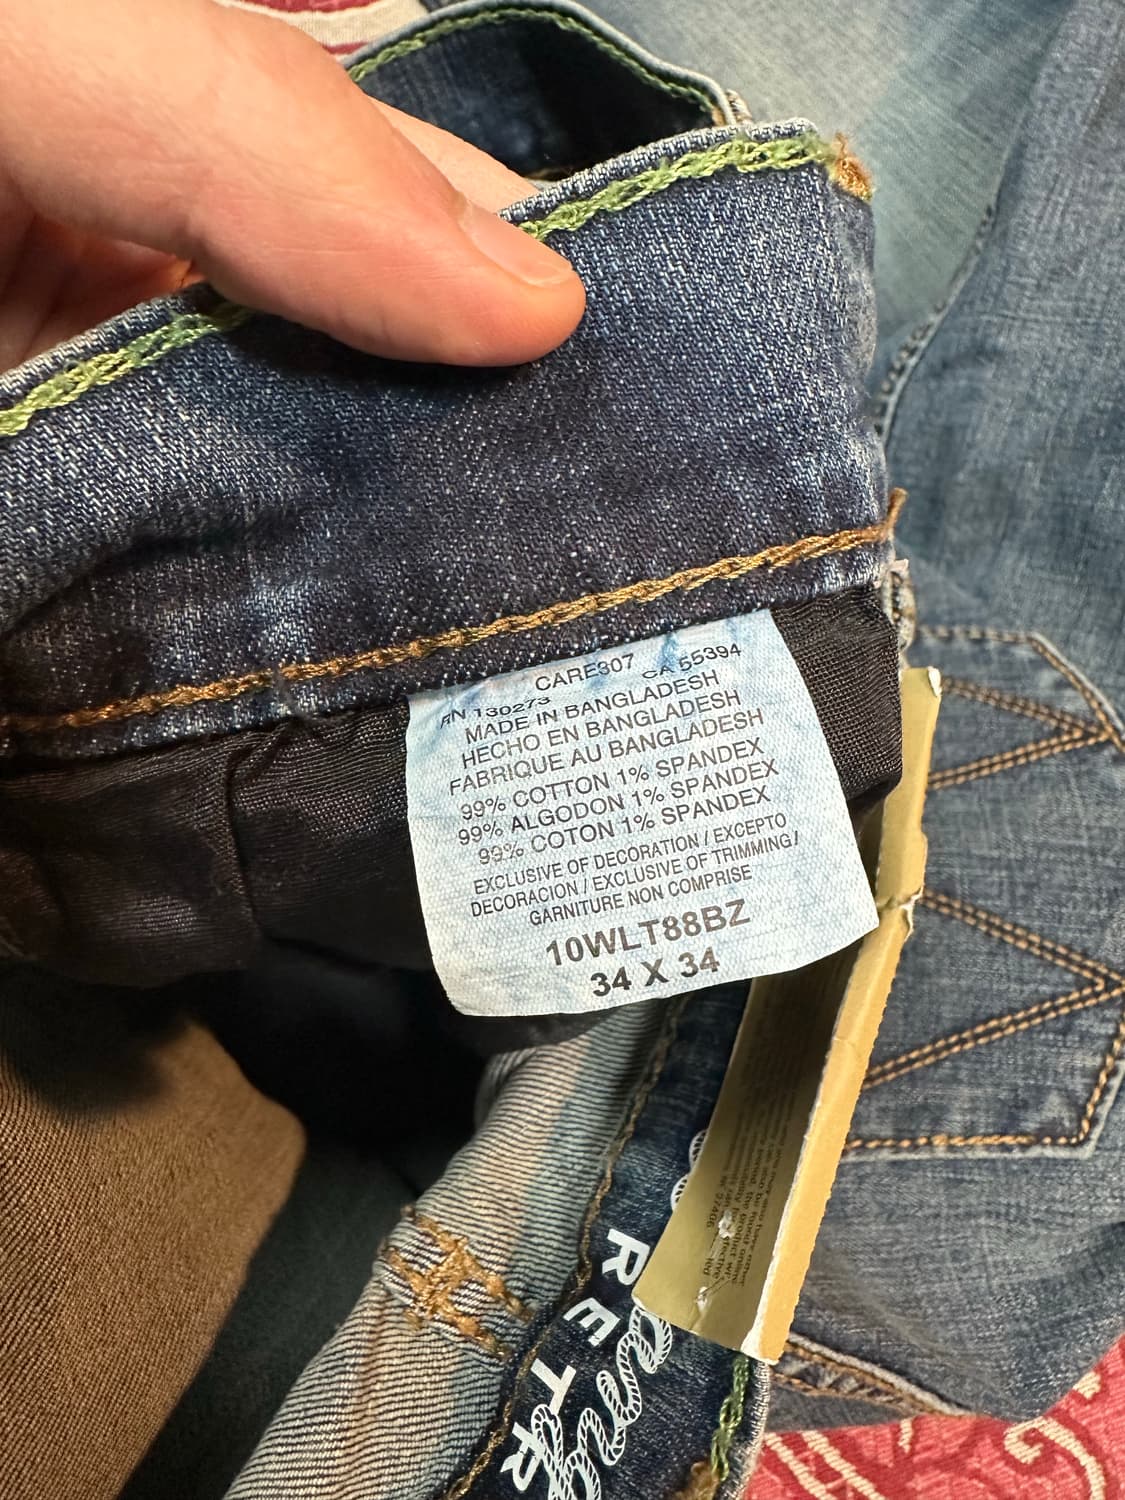 CARE307
RN 130273 CA 55394
MADE IN BANGLADESH
HECHO EN BANGLADESH
FABRIQUE AU BANGLADESH
99% COTTON 1% SPANDEX
99% ALGODON 1% SPANDEX
99% COTON 1% SPANDEX
EXCLUSIVE OF DECORATION / EXCEPTO
DECORACION / EXCLUSIVE OF TRIMMING /
GARNITURE NON COMPRISE
10WLT88BZ
34 X 34
RETR